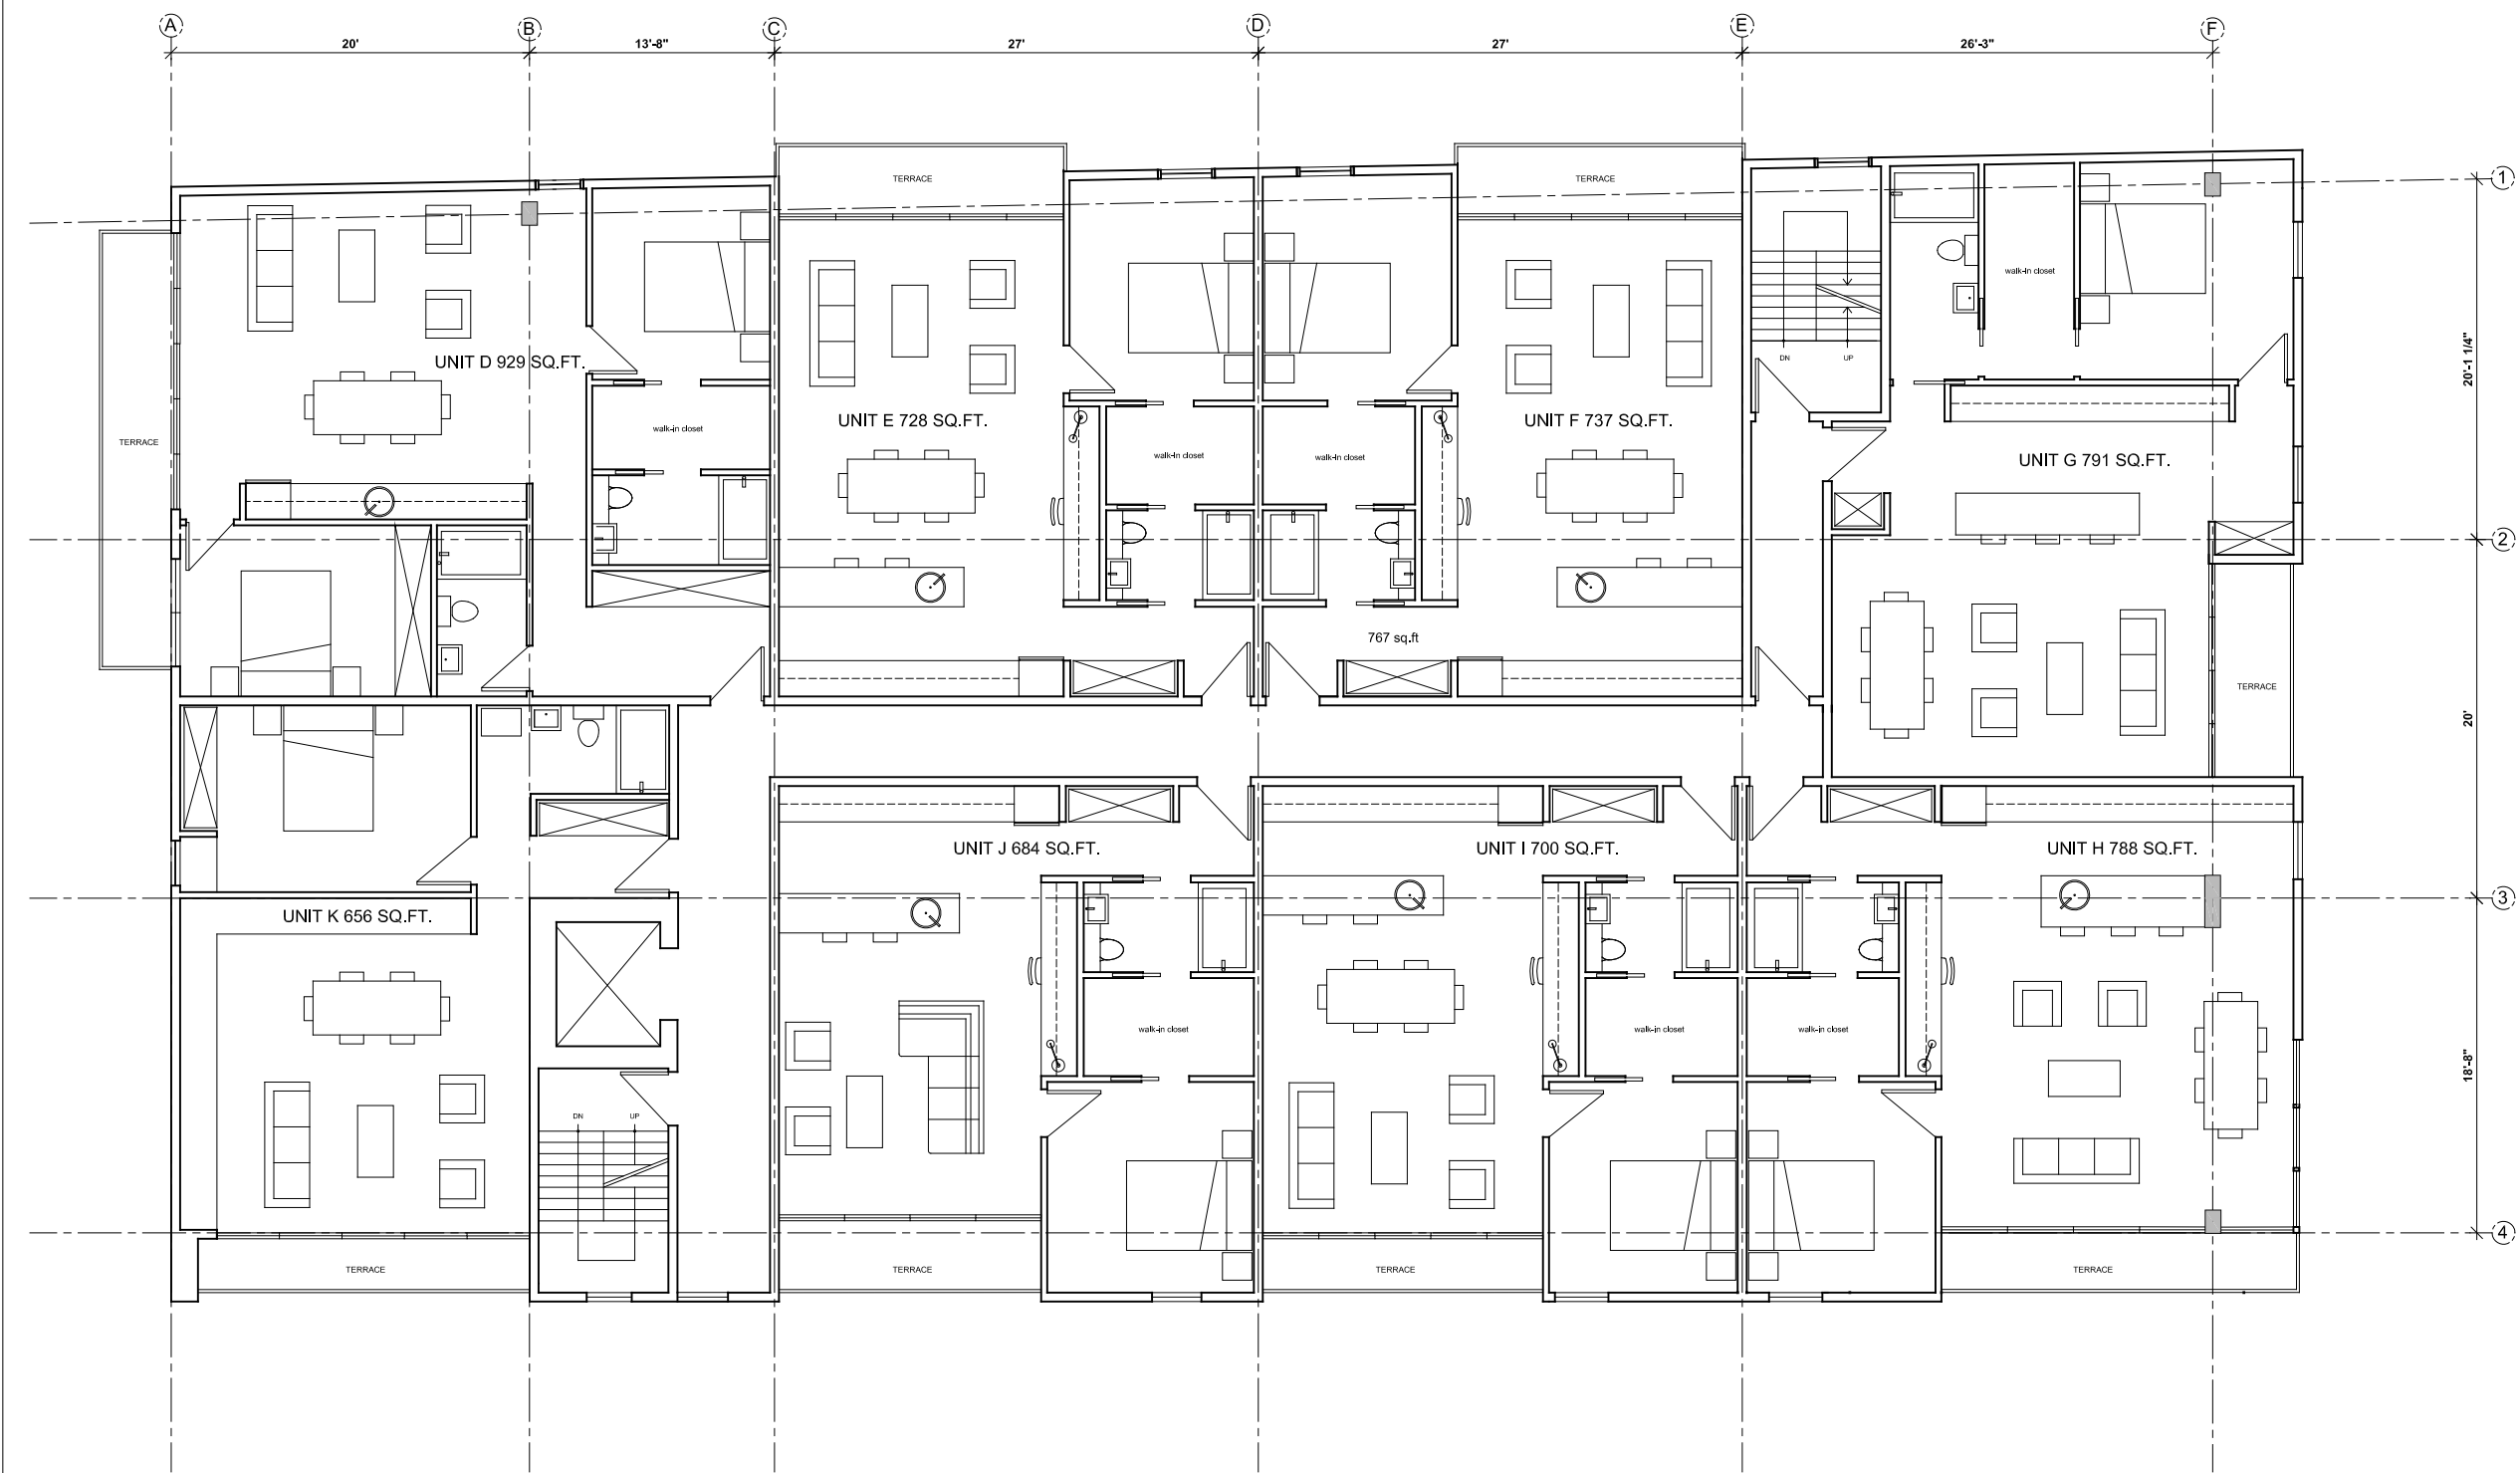 A B C D E F
20' 13'-8" 27' 27' 26'-3"
TERRACE TERRACE
1
walk-in closet
DN UP
20'-1 1/4"
UNIT D 929 SQ.FT.
UNIT E 728 SQ.FT.
UNIT F 737 SQ.FT.
walk-in closet
TERRACE
walk-in closet
walk-in closet
UNIT G 791 SQ.FT.
2
767 sq.ft
TERRACE
20'
UNIT J 684 SQ.FT.
UNIT I 700 SQ.FT.
UNIT H 788 SQ.FT.
3
UNIT K 656 SQ.FT.
walk-in closet
walk-in closet
walk-in closet
18'-8"
DN UP
4
TERRACE
TERRACE
TERRACE
TERRACE